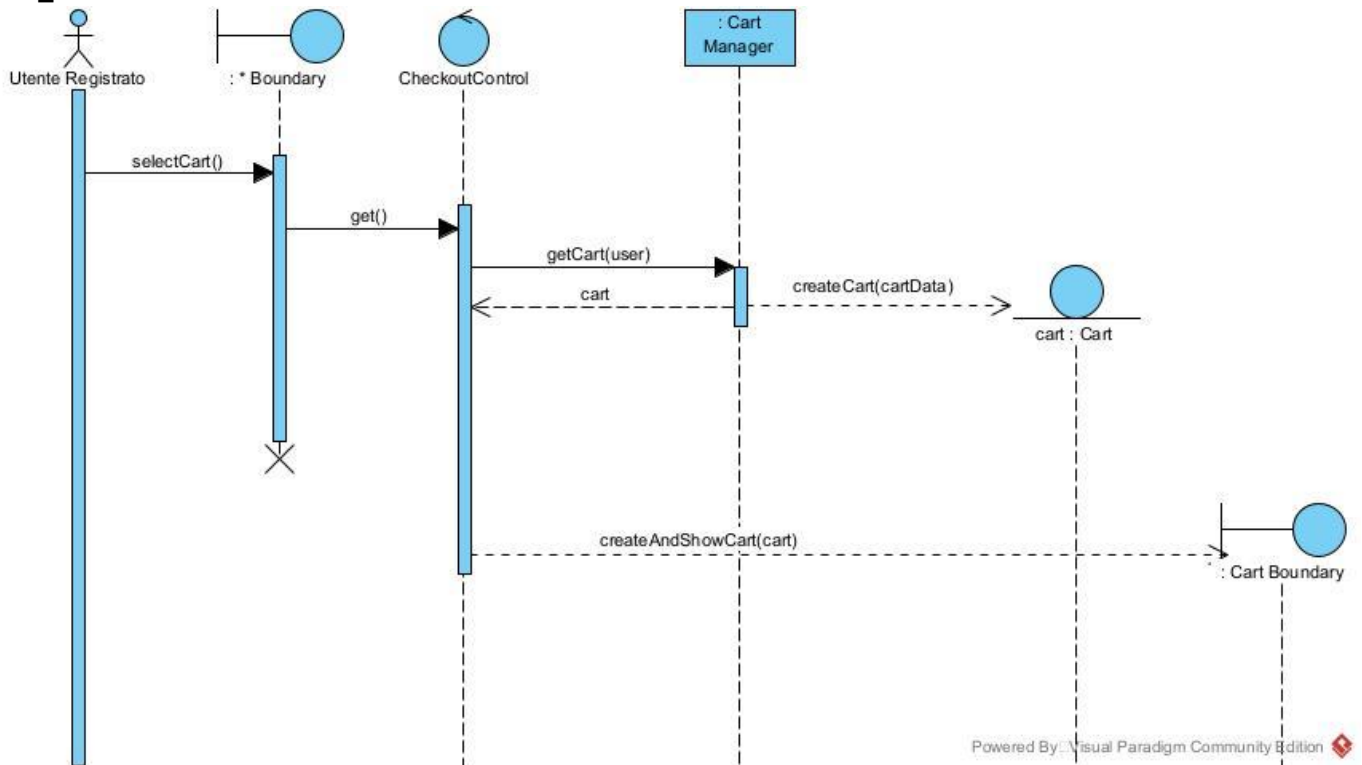 : Cart
Manager
Utente Registrato
: * Boundary
CheckoutControl
selectCart()
get()
getCart(user)
createCart(cartData)
cart
cart : Cart
createAndShowCart(cart)
: Cart Boundary
Powered By Visual Paradigm Community Edition